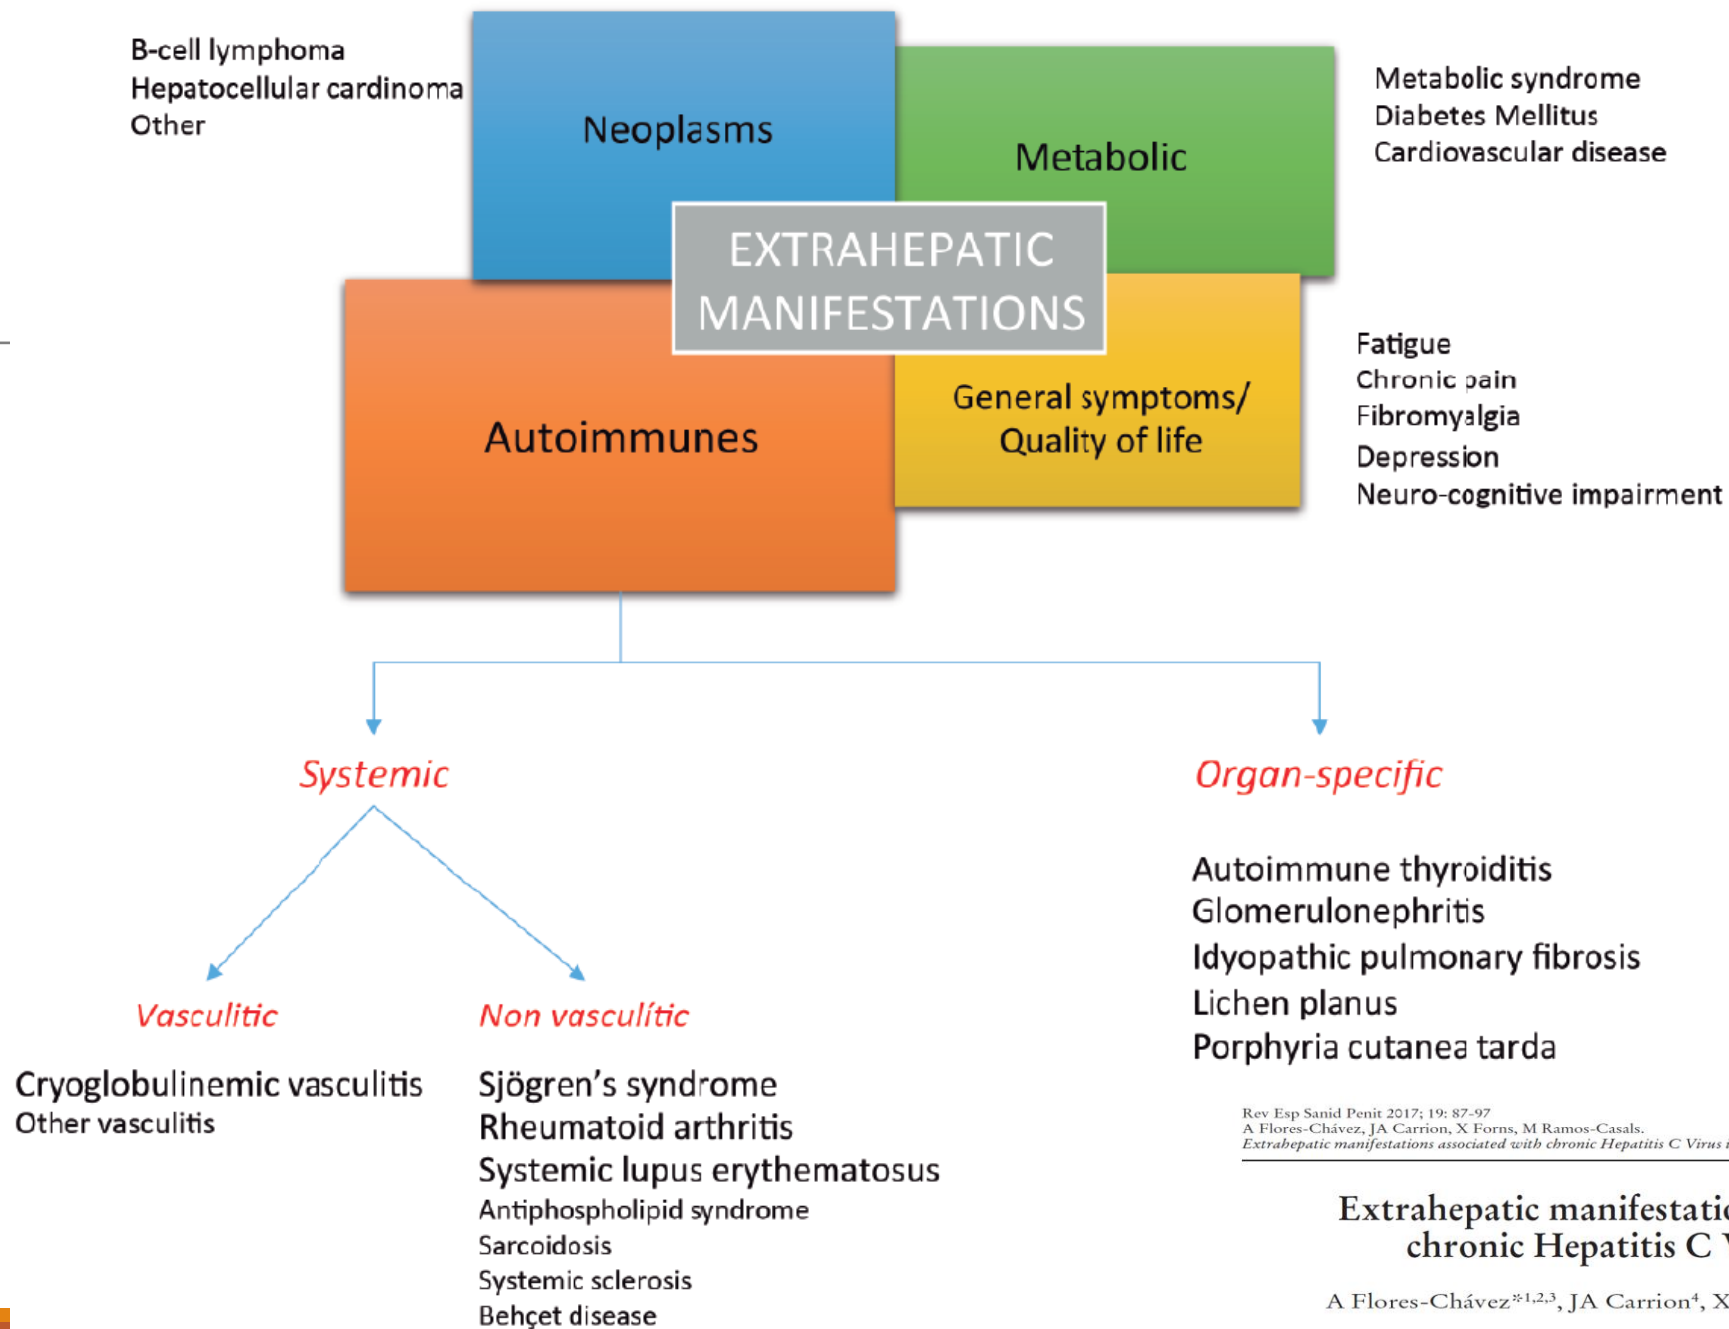 B-cell lymphoma
Hepatocellular cardinoma
Other
Neoplasms
Metabolic
Metabolic syndrome
Diabetes Mellitus
Cardiovascular disease
EXTRAHEPATIC
MANIFESTATIONS
Autoimmunes
General symptoms/
Quality of life
Fatigue
Chronic pain
Fibromyalgia
Depression
Neuro-cognitive impairment
Systemic
Organ-specific
Autoimmune thyroiditis
Glomerulonephritis
Idyopathic pulmonary fibrosis
Lichen planus
Porphyria cutanea tarda
Vasculitic
Cryoglobulinemic vasculitis
Other vasculitis
Non vasculític
Sjögren’s syndrome
Rheumatoid arthritis
Systemic lupus erythematosus
Antiphospholipid syndrome
Sarcoidosis
Systemic sclerosis
Behçet disease
Rev Esp Sanid Penit 2017; 19: 87-97
A Flores-Chávez, JA Carrion, X Forns, M Ramos-Casals.
Extrahepatic manifestations associated with chronic Hepatitis C Virus
Extrahepatic
chronic Hepatitis C
A Flores-Chávez*1,2,3, JA Carrion4, X